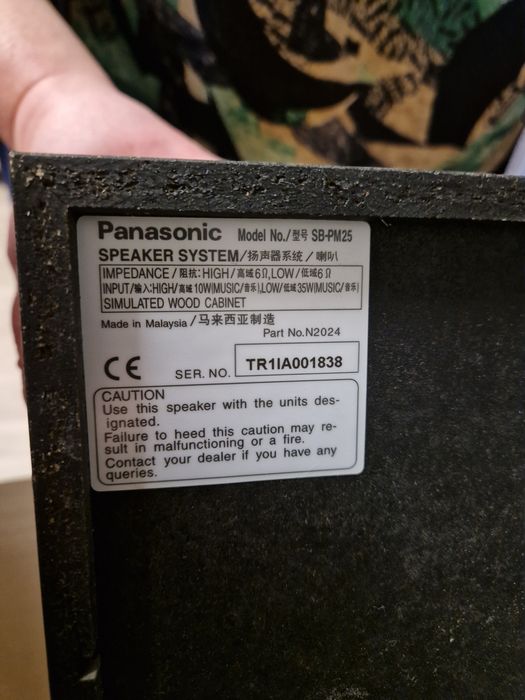 Panasonic Model No./型号 SB-PM25
SPEAKER SYSTEM/扬声器系统/喇叭
IMPEDANCE/阻抗:HIGH/高域6Ω,LOW/低域6Ω
INPUT/输入:HIGH/高域10W(MUSIC/音乐),LOW/低域35W(MUSIC/音乐)
SIMULATED WOOD CABINET
Made in Malaysia/马来西亚制造
Part No.N2024
CE SER. NO. TR1IA001838
CAUTION
Use this speaker with the units des-
ignated.
Failure to heed this caution may re-
sult in malfunctioning or a fire.
Contact your dealer if you have any
queries.